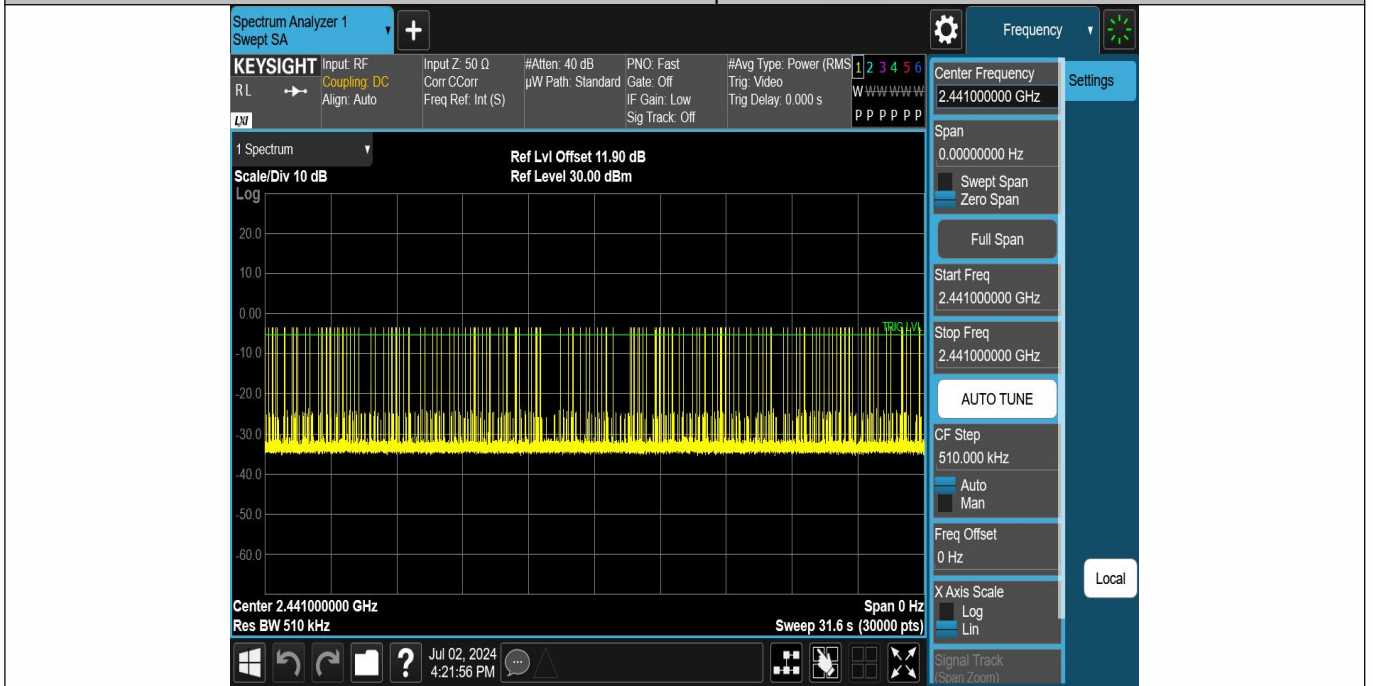 Spectrum Analyzer 1
Swept SA
+
Frequency
KEYSIGHT
RL
LXI
Input: RF
Coupling: DC
Align: Auto
Input Z: 50 Ω
Corr CCorr
Freq Ref: Int (S)
#Atten: 40 dB
µW Path: Standard
PNO: Fast
Gate: Off
IF Gain: Low
Sig Track: Off
#Avg Type: Power (RMS
Trig: Video
Trig Delay: 0.000 s
1 2 3 4 5 6
W W W W W W
P P P P P P
1 Spectrum
Scale/Div 10 dB
Ref Lvl Offset 11.90 dB
Ref Level 30.00 dBm
Log
20.0
10.0
0.00
-10.0
-20.0
-30.0
-40.0
-50.0
-60.0
TRIG LVL
Center 2.441000000 GHz
Res BW 510 kHz
Span 0 Hz
Sweep 31.6 s (30000 pts)
Center Frequency
2.441000000 GHz
Settings
Span
0.00000000 Hz
Swept Span
Zero Span
Full Span
Start Freq
2.441000000 GHz
Stop Freq
2.441000000 GHz
AUTO TUNE
CF Step
510.000 kHz
Auto
Man
Freq Offset
0 Hz
X Axis Scale
Log
Lin
Signal Track
(Span Zoom)
Local
?
Jul 02, 2024
4:21:56 PM